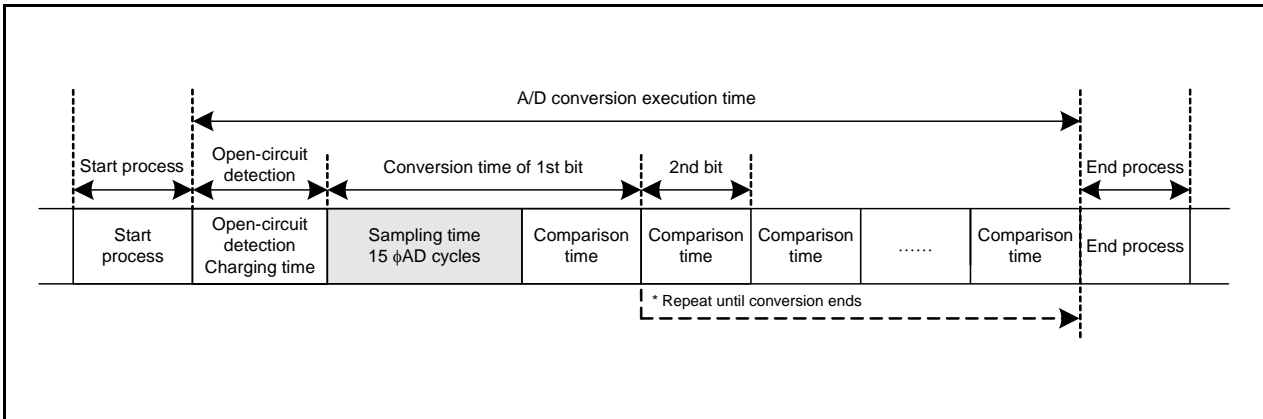 A/D conversion execution time
Start process
Open-circuit
detection
Conversion time of 1st bit
2nd bit
End process
Start
process
Open-circuit
detection
Charging time
Sampling time
15 ϕAD cycles
Comparison
time
Comparison
time
Comparison
time
......
Comparison
time
End process
* Repeat until conversion ends